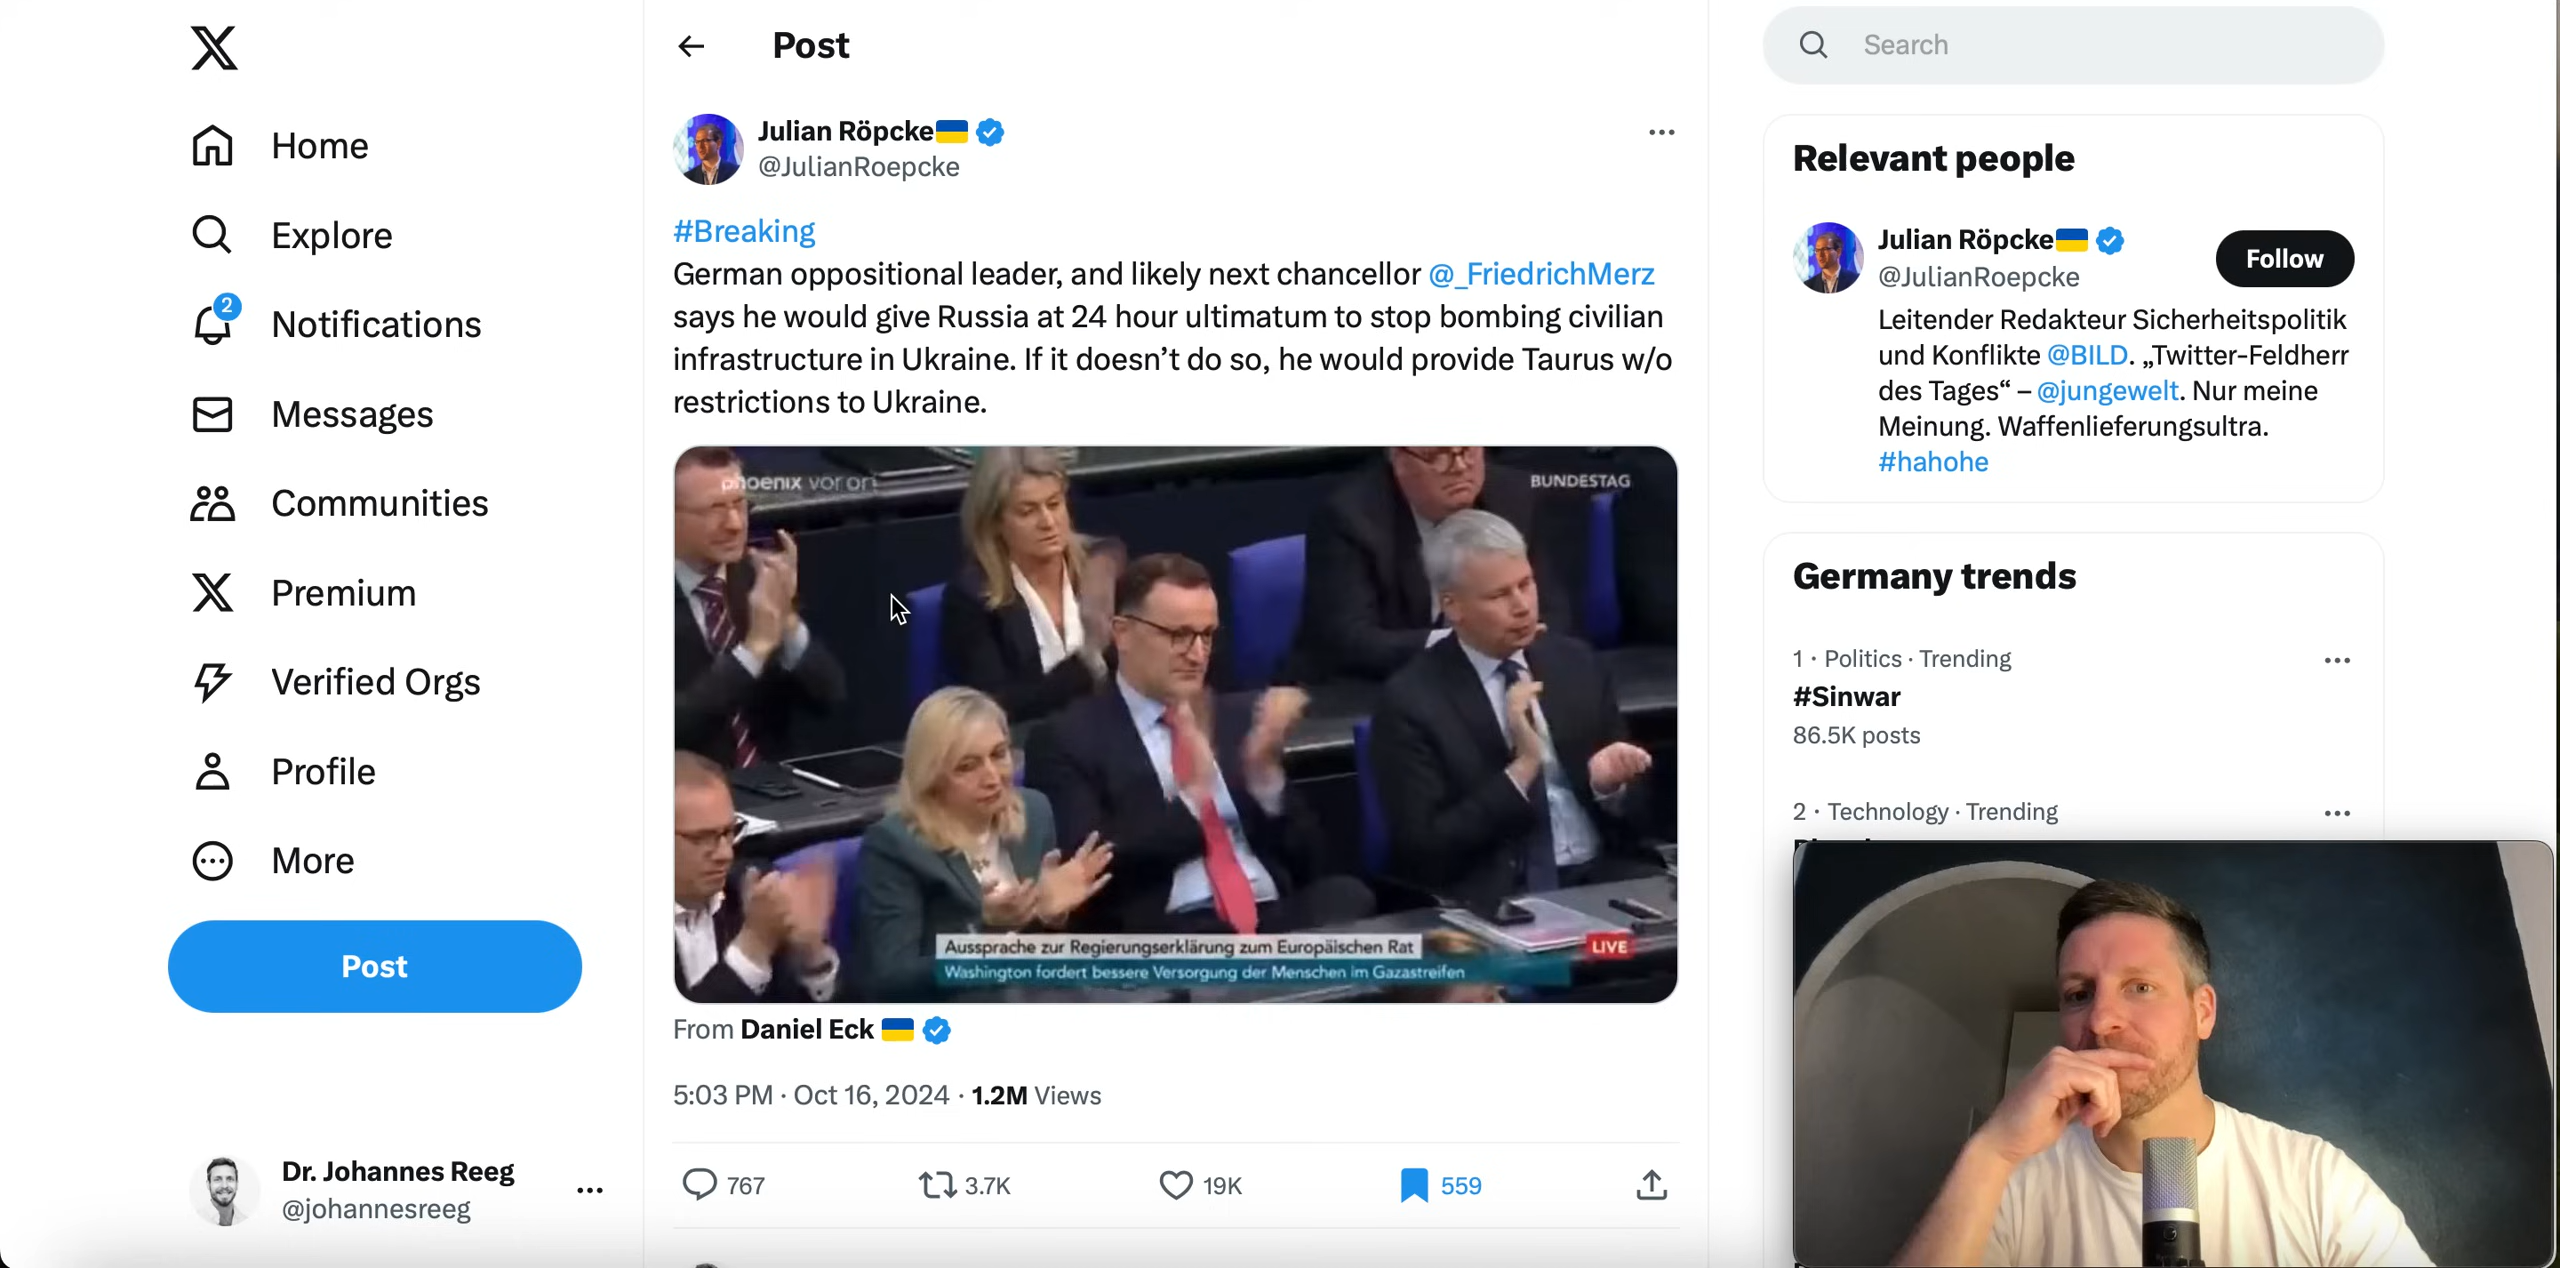 Home
Explore
2
Notifications
Messages
Communities
Premium
Verified Orgs
Profile
More
Post
Dr. Johannes Reeg
@johannesreeg
Post
Julian Röpcke
@JulianRoepcke
#Breaking
German oppositional leader, and likely next chancellor @_FriedrichMerz
says he would give Russia at 24 hour ultimatum to stop bombing civilian
infrastructure in Ukraine. If it doesn’t do so, he would provide Taurus w/o
restrictions to Ukraine.
phoenix vor ort
BUNDESTAG
Aussprache zur Regierungserklärung zum Europäischen Rat
LIVE
Washington fordert bessere Versorgung der Menschen im Gazastreifen
From Daniel Eck
5:03 PM · Oct 16, 2024 · 1.2M Views
767
3.7K
19K
559
Search
Relevant people
Julian Röpcke
@JulianRoepcke
Follow
Leitender Redakteur Sicherheitspolitik
und Konflikte @BILD. „Twitter-Feldherr
des Tages“ – @jungewelt. Nur meine
Meinung. Waffenlieferungsultra.
#hahohe
Germany trends
1 · Politics · Trending
#Sinwar
86.5K posts
2 · Technology · Trending